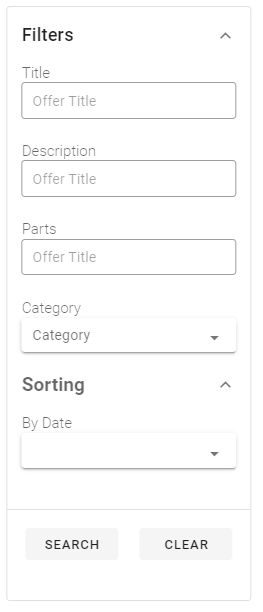 Filters
Title
Offer Title
Description
Offer Title
Parts
Offer Title
Category
Category
Sorting
By Date
SEARCH CLEAR